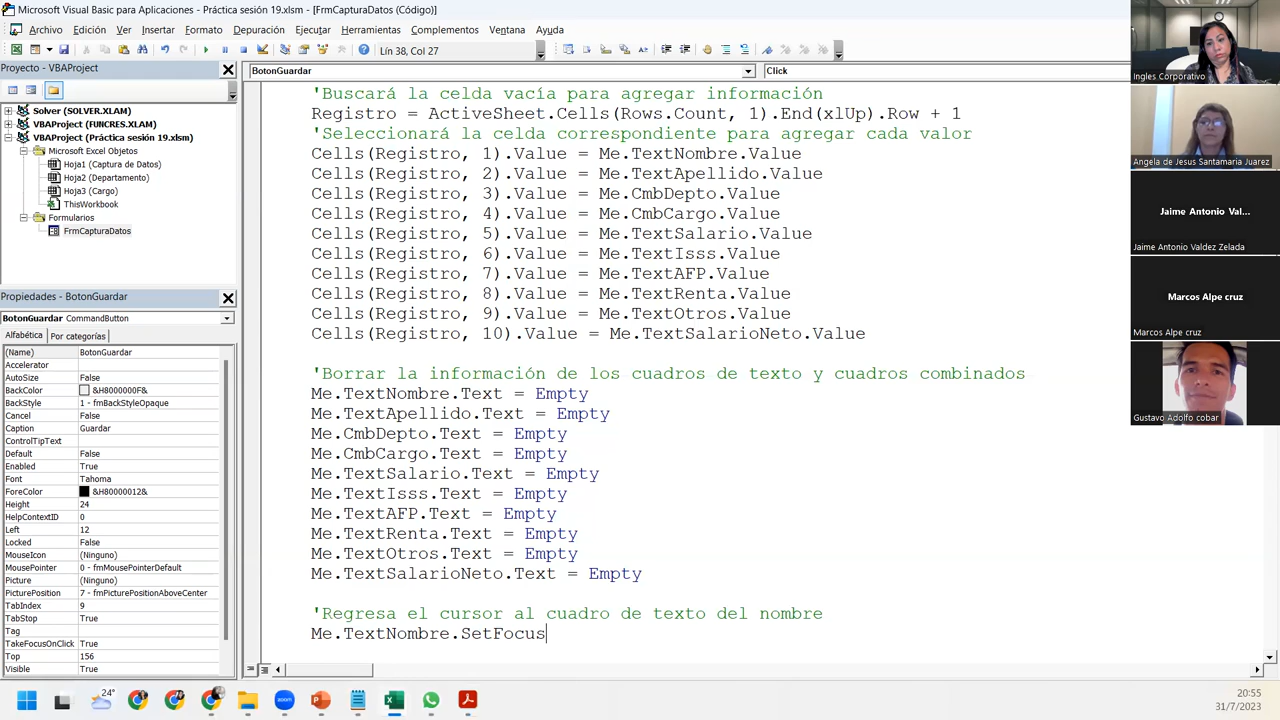 Microsoft Visual Basic para Aplicaciones - Práctica sesión 19.xlsm - [FrmCapturaDatos (Código)]
Archivo Edición Ver Insertar Formato Depuración Ejecutar Herramientas Complementos Ventana Ayuda
Lín 38, Col 27
Proyecto - VBAProject
Solver (SOLVER.XLAM)
VBAProject (FUNCRES.XLAM)
VBAProject (Práctica sesión 19.xlsm)
Microsoft Excel Objetos
Hoja1 (Captura de Datos)
Hoja2 (Departamento)
Hoja3 (Cargo)
ThisWorkbook
Formularios
FrmCapturaDatos
Propiedades - BotonGuardar
BotonGuardar CommandButton
Alfabética Por categorías
(Name) BotonGuardar
Accelerator
AutoSize False
BackColor &H8000000F&
BackStyle 1 - fmBackStyleOpaque
Cancel False
Caption Guardar
ControlTipText
Default False
Enabled True
Font Tahoma
ForeColor &H80000012&
Height 24
HelpContextID 0
Left 12
Locked False
MouseIcon (Ninguno)
MousePointer 0 - fmMousePointerDefault
Picture (Ninguno)
PicturePosition 7 - fmPicturePositionAboveCenter
TabIndex 9
TabStop True
Tag
TakeFocusOnClick True
Top 156
Visible True
BotonGuardar Click
'Buscará la celda vacía para agregar información
Registro = ActiveSheet.Cells(Rows.Count, 1).End(xlUp).Row + 1
'Seleccionará la celda correspondiente para agregar cada valor
Cells(Registro, 1).Value = Me.TextNombre.Value
Cells(Registro, 2).Value = Me.TextApellido.Value
Cells(Registro, 3).Value = Me.CmbDepto.Value
Cells(Registro, 4).Value = Me.CmbCargo.Value
Cells(Registro, 5).Value = Me.TextSalario.Value
Cells(Registro, 6).Value = Me.TextIsss.Value
Cells(Registro, 7).Value = Me.TextAFP.Value
Cells(Registro, 8).Value = Me.TextRenta.Value
Cells(Registro, 9).Value = Me.TextOtros.Value
Cells(Registro, 10).Value = Me.TextSalarioNeto.Value
'Borrar la información de los cuadros de texto y cuadros combinados
Me.TextNombre.Text = Empty
Me.TextApellido.Text = Empty
Me.CmbDepto.Text = Empty
Me.CmbCargo.Text = Empty
Me.TextSalario.Text = Empty
Me.TextIsss.Text = Empty
Me.TextAFP.Text = Empty
Me.TextRenta.Text = Empty
Me.TextOtros.Text = Empty
Me.TextSalarioNeto.Text = Empty
'Regresa el cursor al cuadro de texto del nombre
Me.TextNombre.SetFocus
Ingles Corporativo
Angela de Jesus Santamaria Juarez
Jaime Antonio Val...
Jaime Antonio Valdez Zelada
Marcos Alpe cruz
Marcos Alpe cruz
Gustavo Adolfo cobar
24°
zoom
20:55
31/7/2023